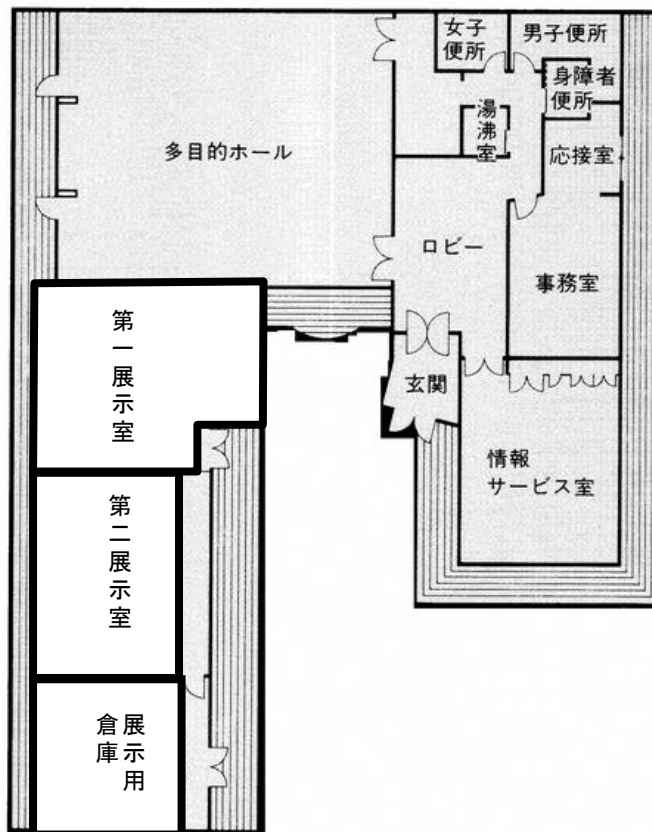 女子
便所
男子便所
身障者
便所
湯沸室
応接室
多目的ホール
ロビー
事務室
第一展示室
玄関
情報
サービス室
第二展示室
展示用
倉庫